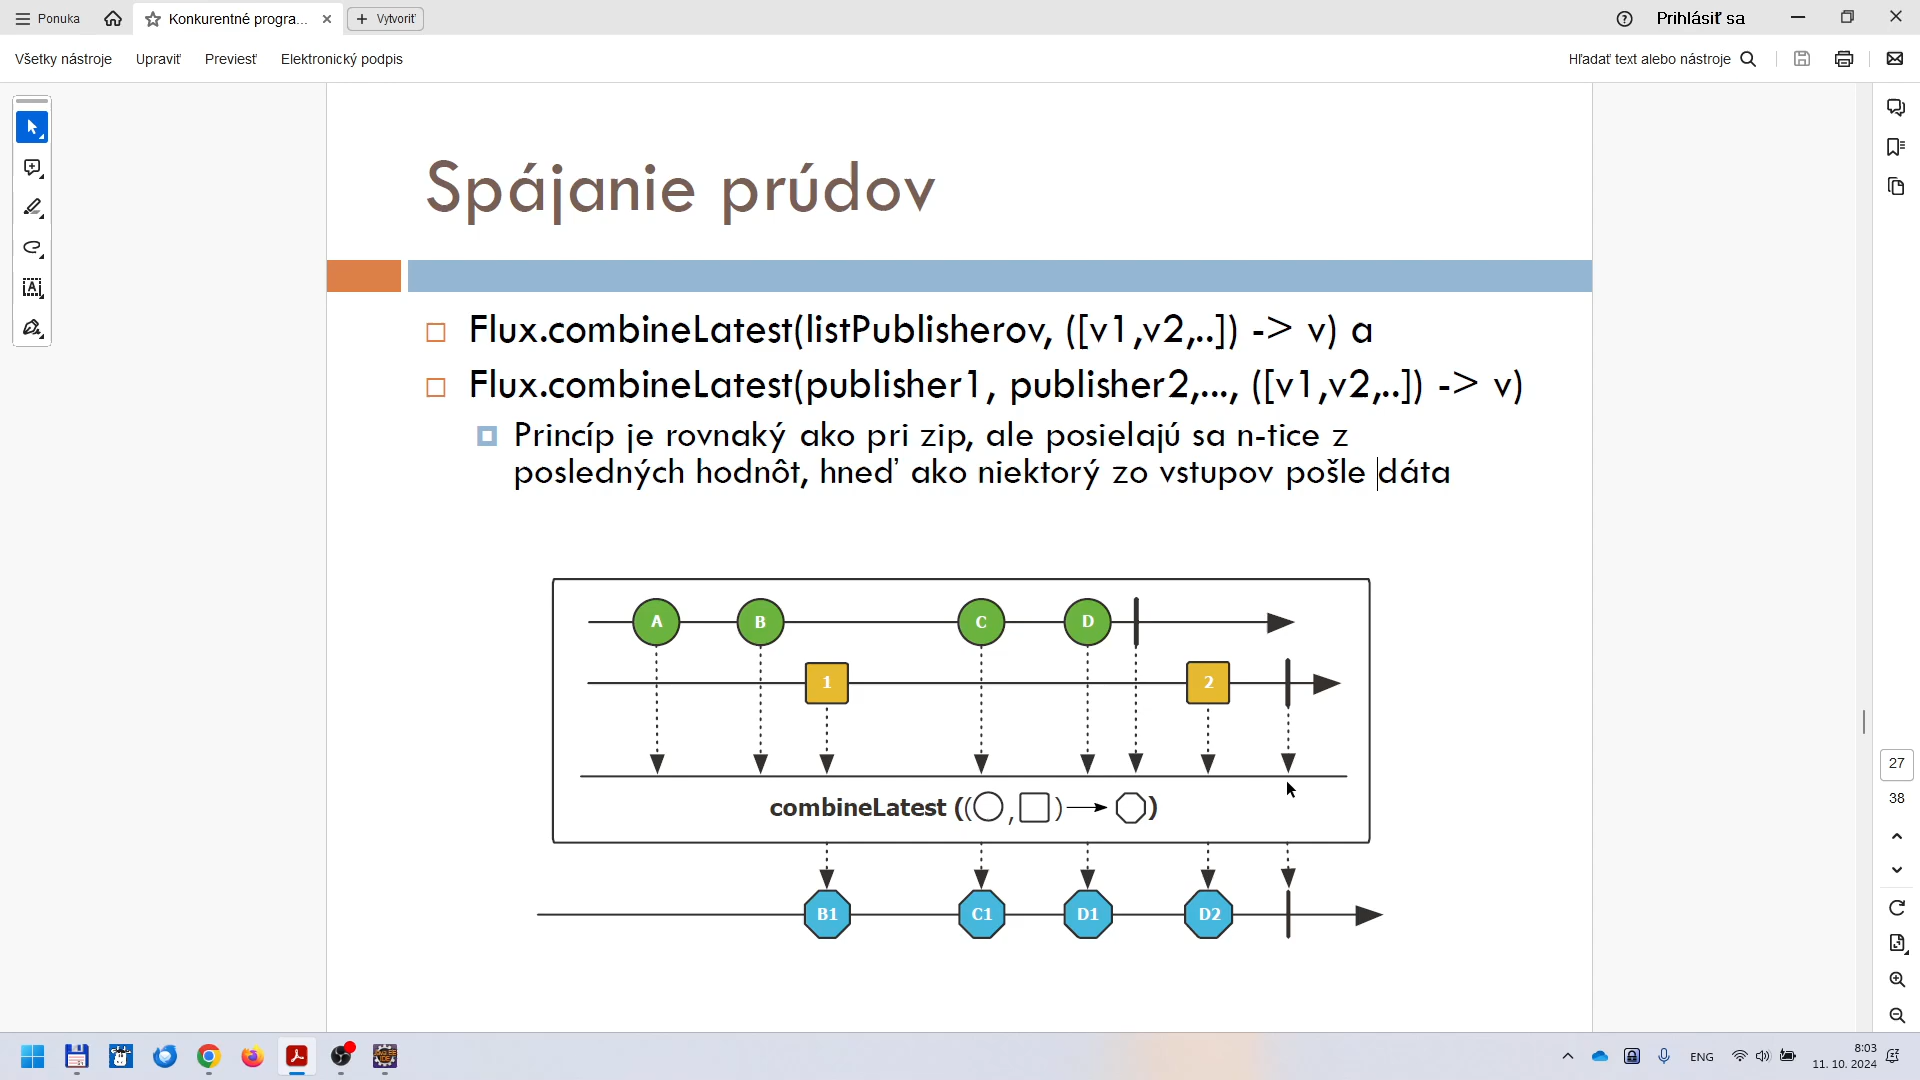 Ponuka
Konkurentné progra...
Vytvoriť
Prihlásiť sa
Všetky nástroje
Upraviť
Previesť
Elektronický podpis
Hľadať text alebo nástroje
Spájanie prúdov
Flux.combineLatest(listPublisherov, ([v1,v2,..]) -> v) a
Flux.combineLatest(publisher1, publisher2,..., ([v1,v2,..]) -> v)
Princíp je rovnaký ako pri zip, ale posielajú sa n-tice z
posledných hodnôt, hneď ako niektorý zo vstupov pošle dáta
A B C D
1 2
combineLatest ((○,□)→⯃)
B1 C1 D1 D2
27
38
ENG
8:03
11. 10. 2024